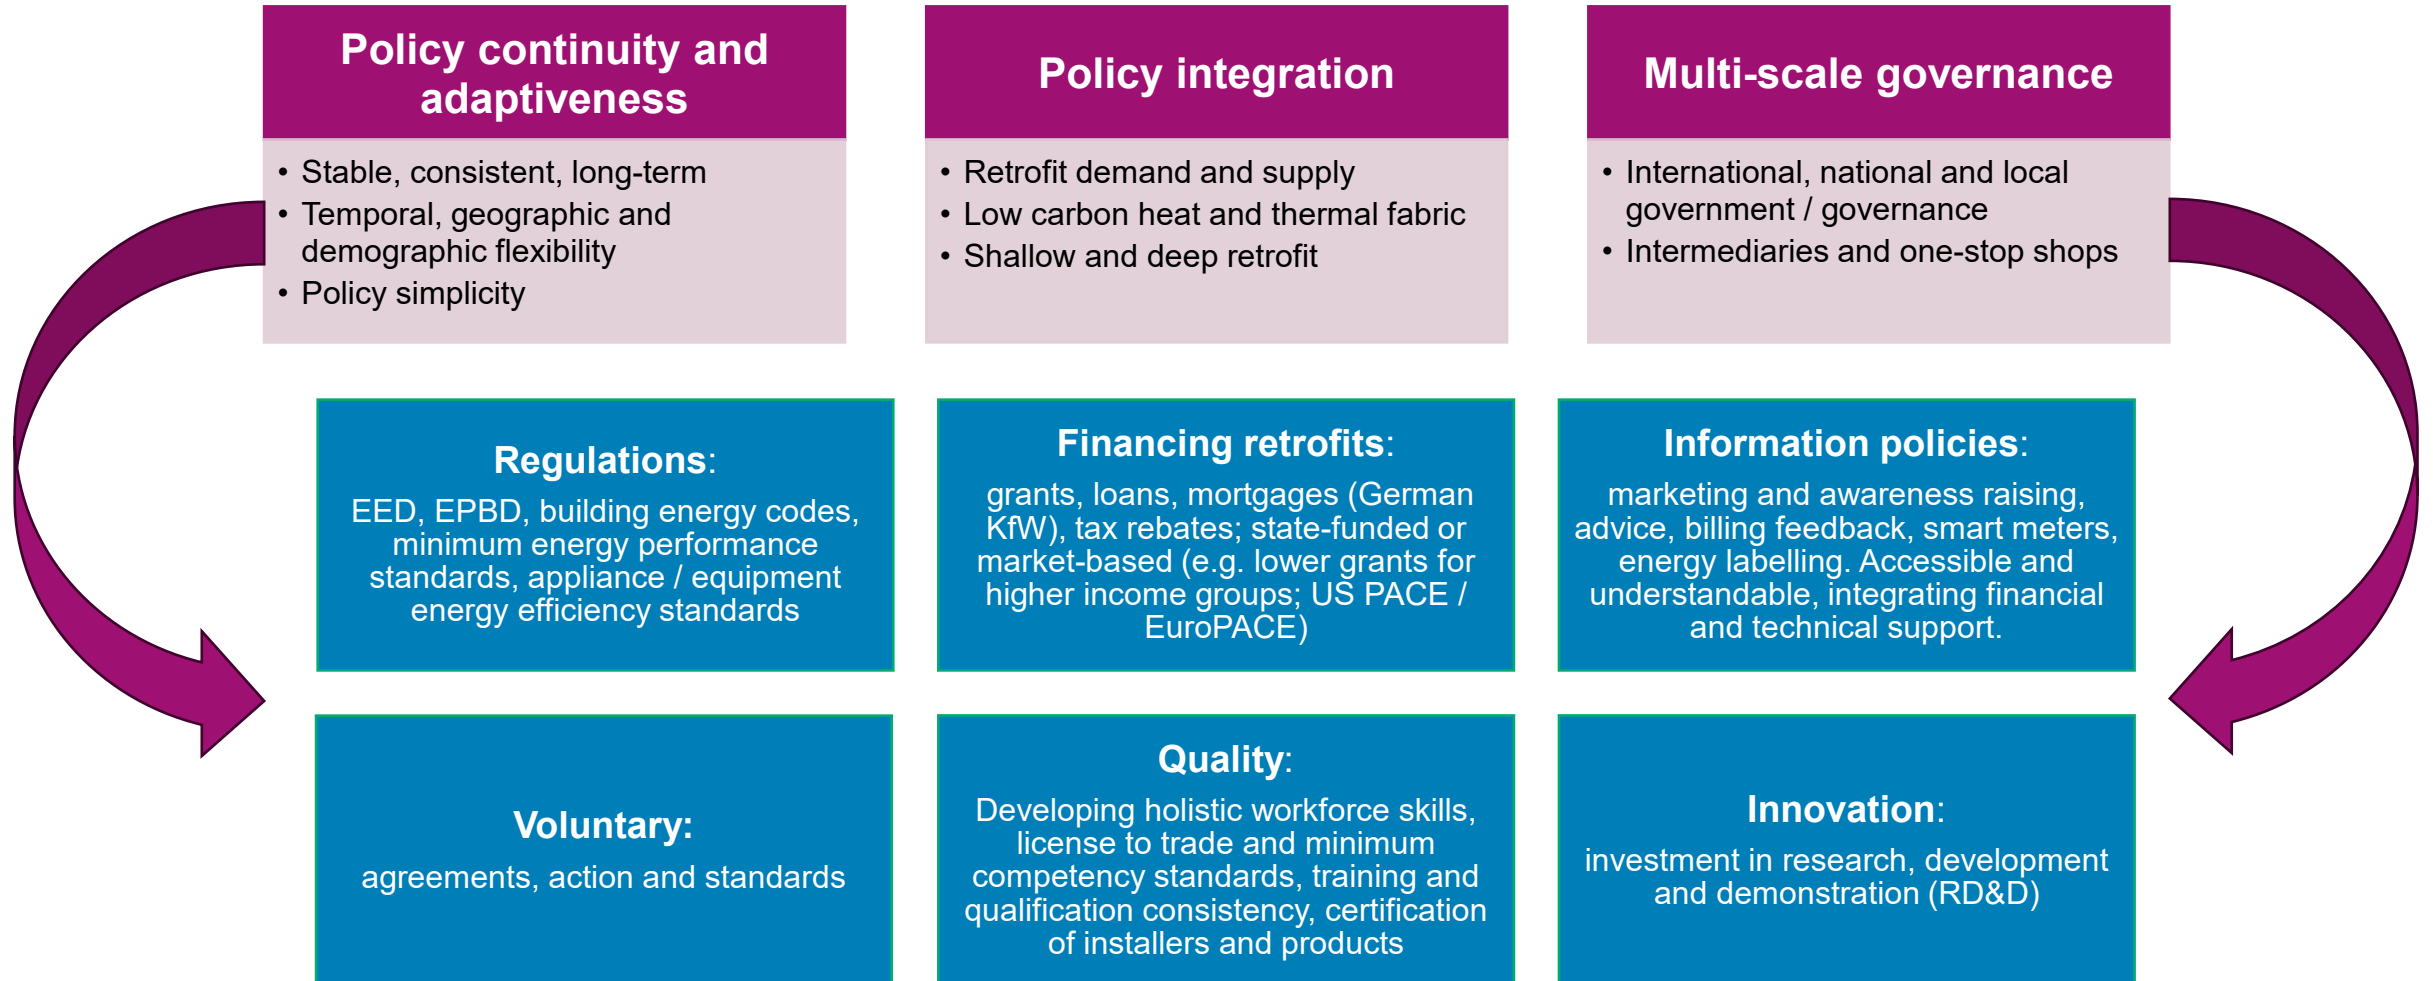 Policy continuity and
adaptiveness
• Stable, consistent, long-term
• Temporal, geographic and
demographic flexibility
• Policy simplicity
Policy integration
• Retrofit demand and supply
• Low carbon heat and thermal fabric
• Shallow and deep retrofit
Multi-scale governance
• International, national and local
government / governance
• Intermediaries and one-stop shops
Regulations:
EED, EPBD, building energy codes,
minimum energy performance
standards, appliance / equipment
energy efficiency standards
Financing retrofits:
grants, loans, mortgages (German
KfW), tax rebates; state-funded or
market-based (e.g. lower grants for
higher income groups; US PACE /
EuroPACE)
Information policies:
marketing and awareness raising,
advice, billing feedback, smart meters,
energy labelling. Accessible and
understandable, integrating financial
and technical support.
Voluntary:
agreements, action and standards
Quality:
Developing holistic workforce skills,
license to trade and minimum
competency standards, training and
qualification consistency, certification
of installers and products
Innovation:
investment in research, development
and demonstration (RD&D)